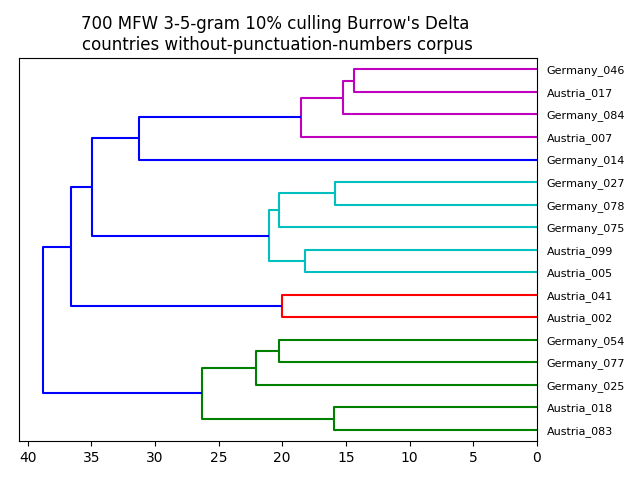 700 MFW 3-5-gram 10% culling Burrow's Delta
countries without-punctuation-numbers corpus
Germany_046
Austria_017
Germany_084
Austria_007
Germany_014
Germany_027
Germany_078
Germany_075
Austria_099
Austria_005
Austria_041
Austria_002
Germany_054
Germany_077
Germany_025
Austria_018
Austria_083
40 35 30 25 20 15 10 5 0